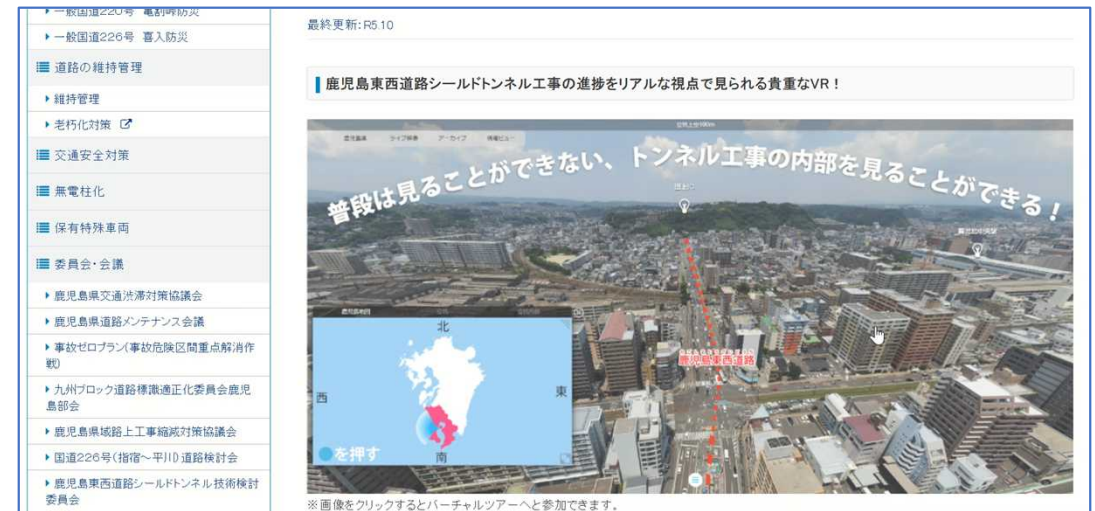 一般国道220号 亀割峠防災
一般国道226号 喜入防災
道路の維持管理
維持管理
老朽化対策
交通安全対策
無電柱化
保有特殊車両
委員会・会議
鹿児島県交通渋滞対策協議会
鹿児島県道路メンテナンス会議
事故ゼロプラン(事故危険区間重点解消作
戦)
九州ブロック道路標識適正化委員会鹿児
島部会
鹿児島県域路上工事縮減対策協議会
国道226号(指宿～平川)道路検討会
鹿児島東西道路シールドトンネル技術検討
委員会
最終更新:R5.10
鹿児島東西道路シールドトンネル工事の進捗をリアルな視点で見られる貴重なVR！
普段は見ることができない、トンネル工事の内部を見ることができる！
鹿児島東西道路
北
西
東
南
を押す
※画像をクリックするとバーチャルツアーへと参加できます。